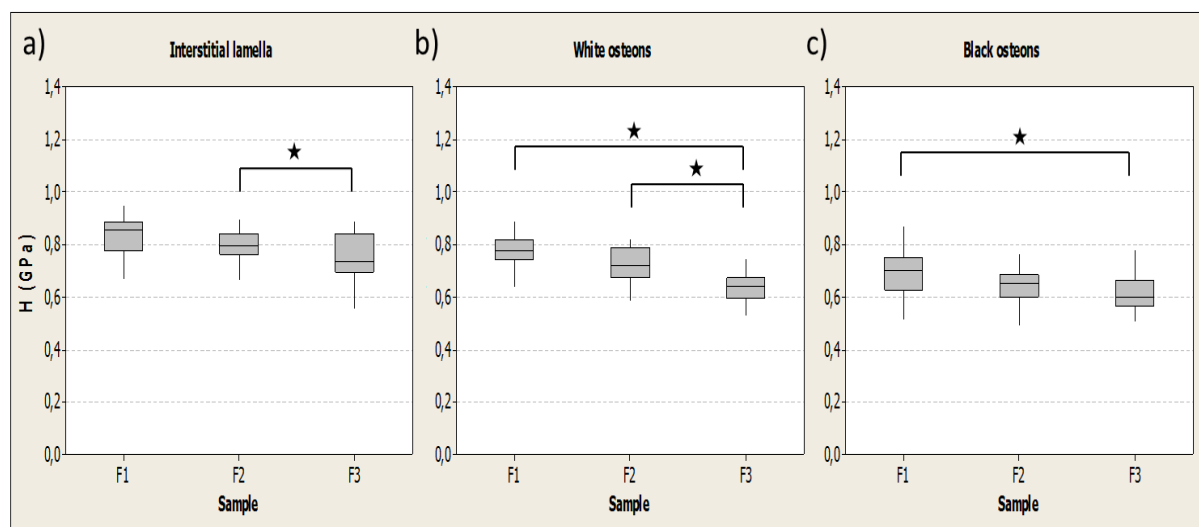 a)
Interstitial lamella
H (GPa)
1,4
1,2
1,0
0,8
0,6
0,4
0,2
0,0
F1 F2 F3
Sample
b)
White osteons
1,4
1,2
1,0
0,8
0,6
0,4
0,2
0,0
F1 F2 F3
Sample
c)
Black osteons
1,4
1,2
1,0
0,8
0,6
0,4
0,2
0,0
F1 F2 F3
Sample